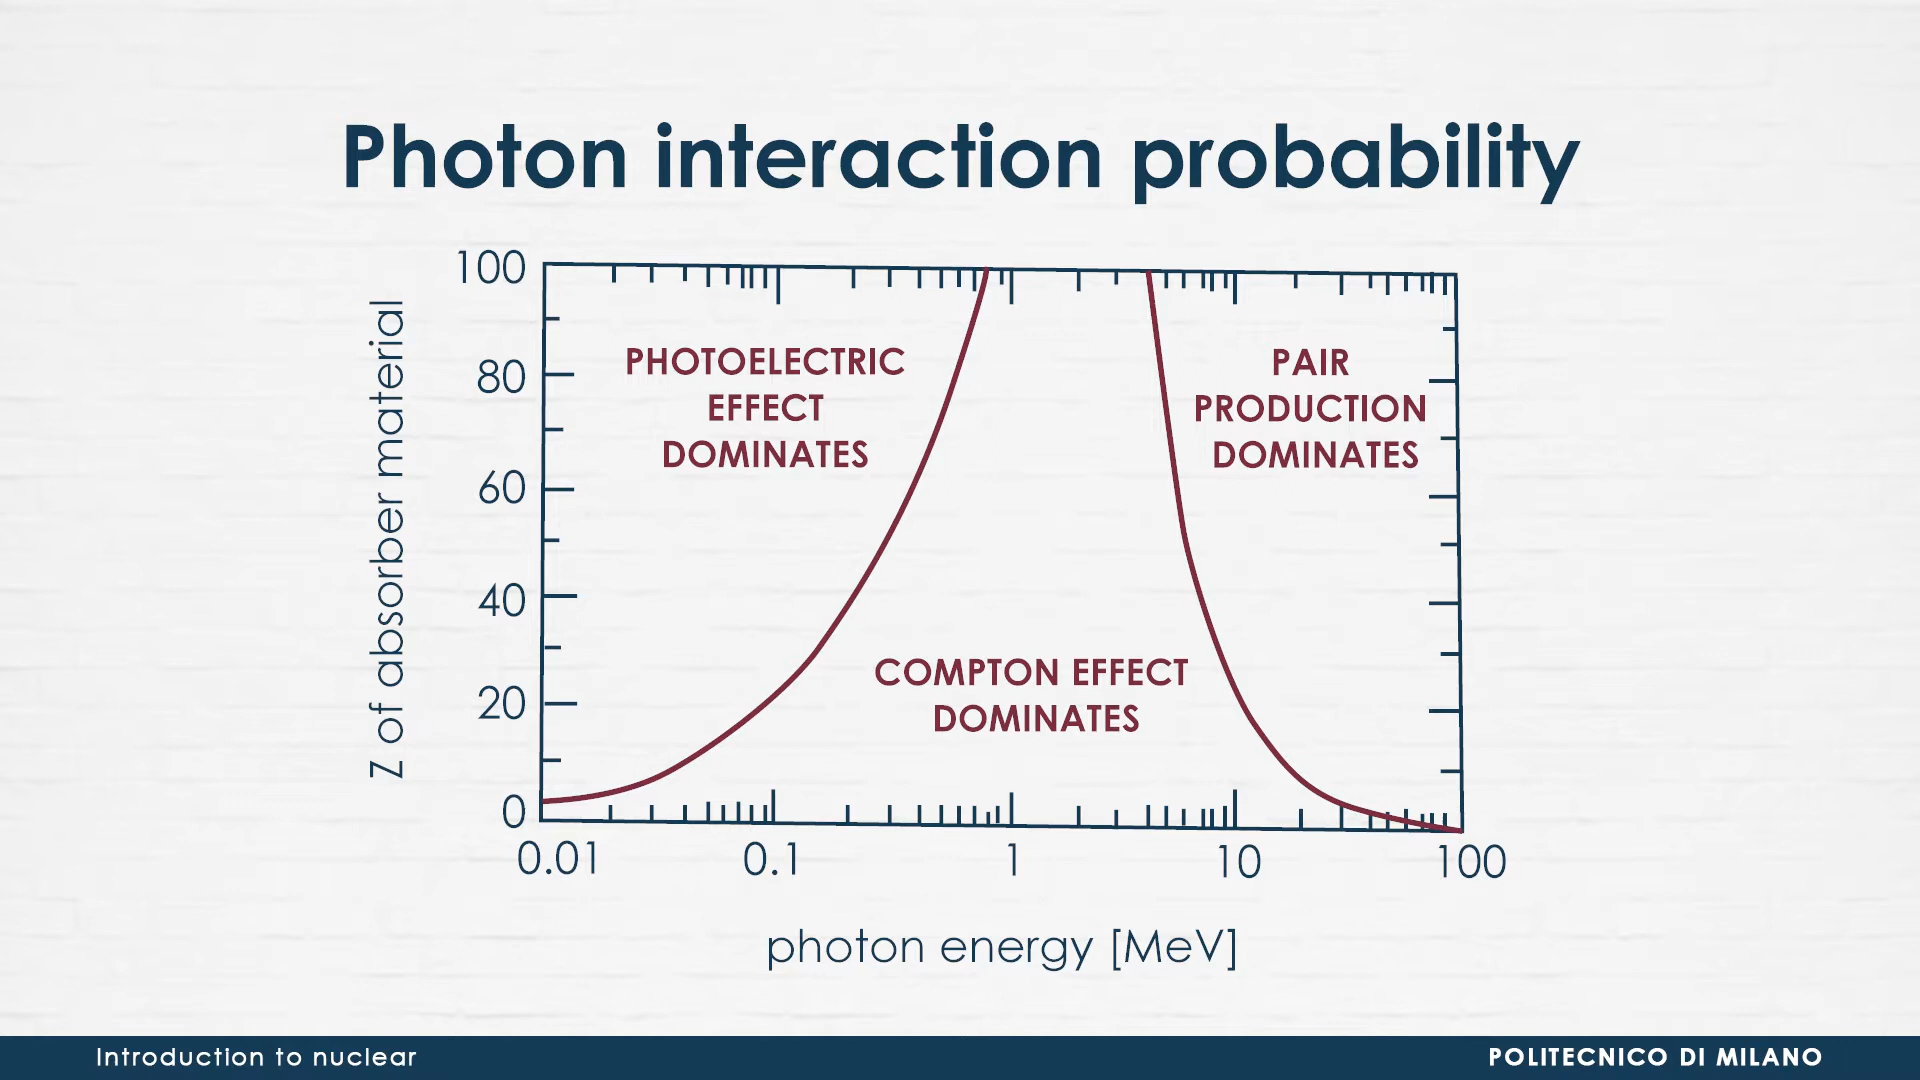 Photon interaction probability
100
80
60
40
20
0
Z of absorber material
PHOTOELECTRIC
EFFECT
DOMINATES
PAIR
PRODUCTION
DOMINATES
COMPTON EFFECT
DOMINATES
0.01 0.1 1 10 100
photon energy [MeV]
Introduction to nuclear
POLITECNICO DI MILANO